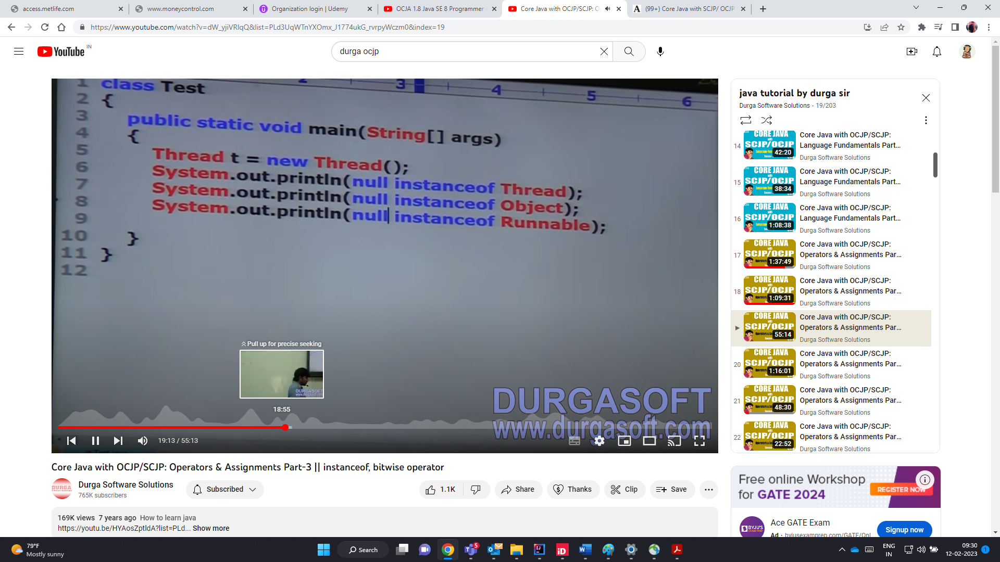 access.metlife.com
www.moneycontrol.com
Organization login | Udemy
OCJA 1.8 Java SE 8 Programmer
Core Java with OCJP/SCJP: O
(99+) Core Java with SCJP/ OCJP
https://www.youtube.com/watch?v=dW_yjiVRlqQ&list=PLd3UqWTnYXOmx_J1774ukG_rvrpyWczm0&index=19
YouTube IN
durga ocjp
2 3 4 5 6
1 class Test
2 {
3 public static void main(String[] args)
4 {
5 Thread t = new Thread();
6 System.out.println(null instanceof Thread);
7 System.out.println(null instanceof Object);
8 System.out.println(null instanceof Runnable);
9
10 }
11 }
12
Pull up for precise seeking
DURGASOFT
18:55
DURGASOFT
www.durgasoft.com
19:13 / 55:13
Core Java with OCJP/SCJP: Operators & Assignments Part-3 || instanceof, bitwise operator
DURGA
Durga Software Solutions
765K subscribers
Subscribed
1.1K
Share
Thanks
Clip
Save
169K views 7 years ago How to learn java
https://youtu.be/HYAosZptldA?list=PLd... Show more
java tutorial by durga sir
Durga Software Solutions - 19/203
14
CORE JAVA
with
SCJP/OCJP
42:20
Core Java with OCJP/SCJP:
Language Fundamentals Part...
Durga Software Solutions
15
CORE JAVA
with
SCJP/OCJP
38:34
Core Java with OCJP/SCJP:
Language Fundamentals Part...
Durga Software Solutions
16
CORE JAVA
with
SCJP/OCJP
1:08:38
Core Java with OCJP/SCJP:
Language Fundamentals Part...
Durga Software Solutions
17
CORE JAVA
with
SCJP/OCJP
1:37:49
Core Java with OCJP/SCJP:
Operators & Assignments Par...
Durga Software Solutions
18
CORE JAVA
with
SCJP/OCJP
1:09:31
Core Java with OCJP/SCJP:
Operators & Assignments Par...
Durga Software Solutions
CORE JAVA
with
SCJP/OCJP
55:14
Core Java with OCJP/SCJP:
Operators & Assignments Par...
Durga Software Solutions
20
CORE JAVA
with
SCJP/OCJP
1:16:01
Core Java with OCJP/SCJP:
Operators & Assignments Par...
Durga Software Solutions
21
CORE JAVA
with
SCJP/OCJP
48:30
Core Java with OCJP/SCJP:
Operators & Assignments Par...
Durga Software Solutions
22
CORE JAVA
with
SCJP/OCJP
22:52
Core Java with OCJP/SCJP:
Operators & Assignments Par...
Durga Software Solutions
Free online Workshop
for GATE 2024
REGISTER NOW
BYJU'S
EXAM PREP
Ace GATE Exam
Ad · byjusexamprep.com/GATE/Onl
Signup now
79°F
Mostly sunny
Search
5
ENG
IN
09:30
12-02-2023
1